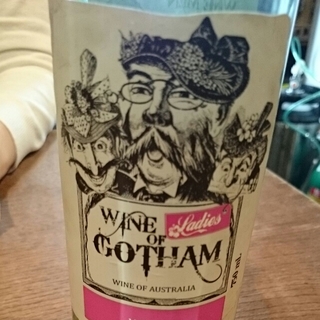 WINE
Ladies
OF
GOTHAM
WINE OF AUSTRALIA
750 mL